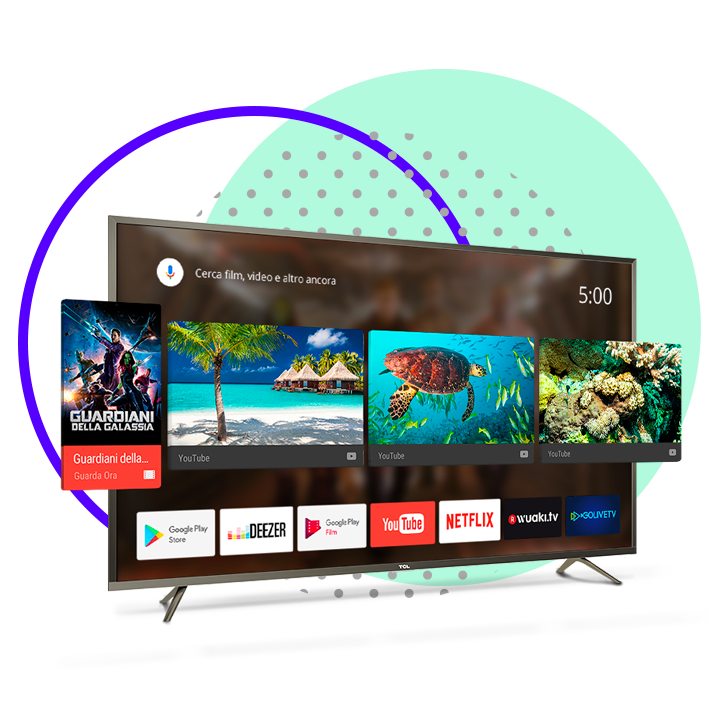 Cerca film, video e altro ancora
5:00
GUARDIANI
DELLA GALASSIA
Guardiani della...
Guarda Ora
YouTube
YouTube
YouTube
Google Play
Store
DEEZER
Google Play
Film
YouTube
NETFLIX
wuaki.tv
GOLIVETV
TCL